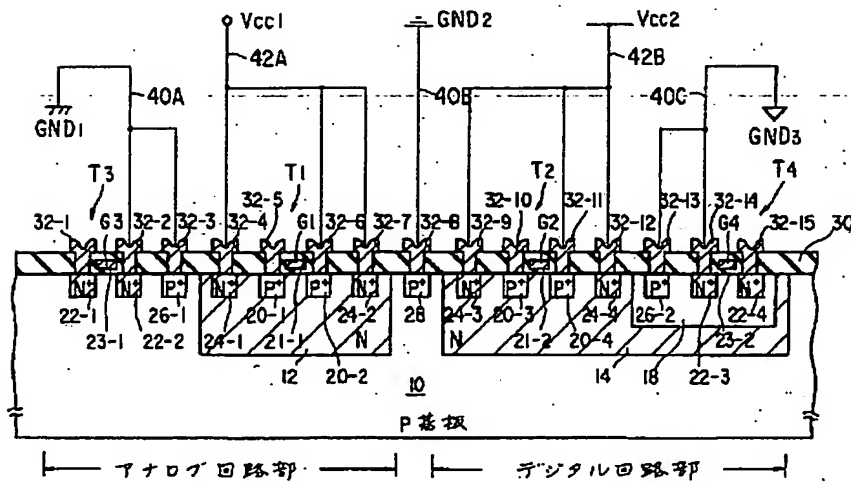 Vcc1 GND2 Vcc2
42A 42B
40A 40B 40C
GND1 GND3
T3 T1 T2 T4
32-1 G3 32-2 32-3 32-4 32-5 G1 32-6 32-7 32-8 32-9 32-10 G2 32-11 32-12 32-13 32-14 G4 32-15 30
N⁺ N⁺ P⁺ N⁺ P⁺ P⁺ N⁺ P⁺ N⁺ P⁺ P⁺ N⁺ P⁺ N⁺ N⁺
22-1 26-1 24-1 20-1 24-2 28 24-3 20-3 24-4 26-2 22-4
23-1 22-2 21-1 N N 21-2 20-4 18 23-2
12 20-2 14 22-3
10
P基板
アナログ回路部 デジタル回路部